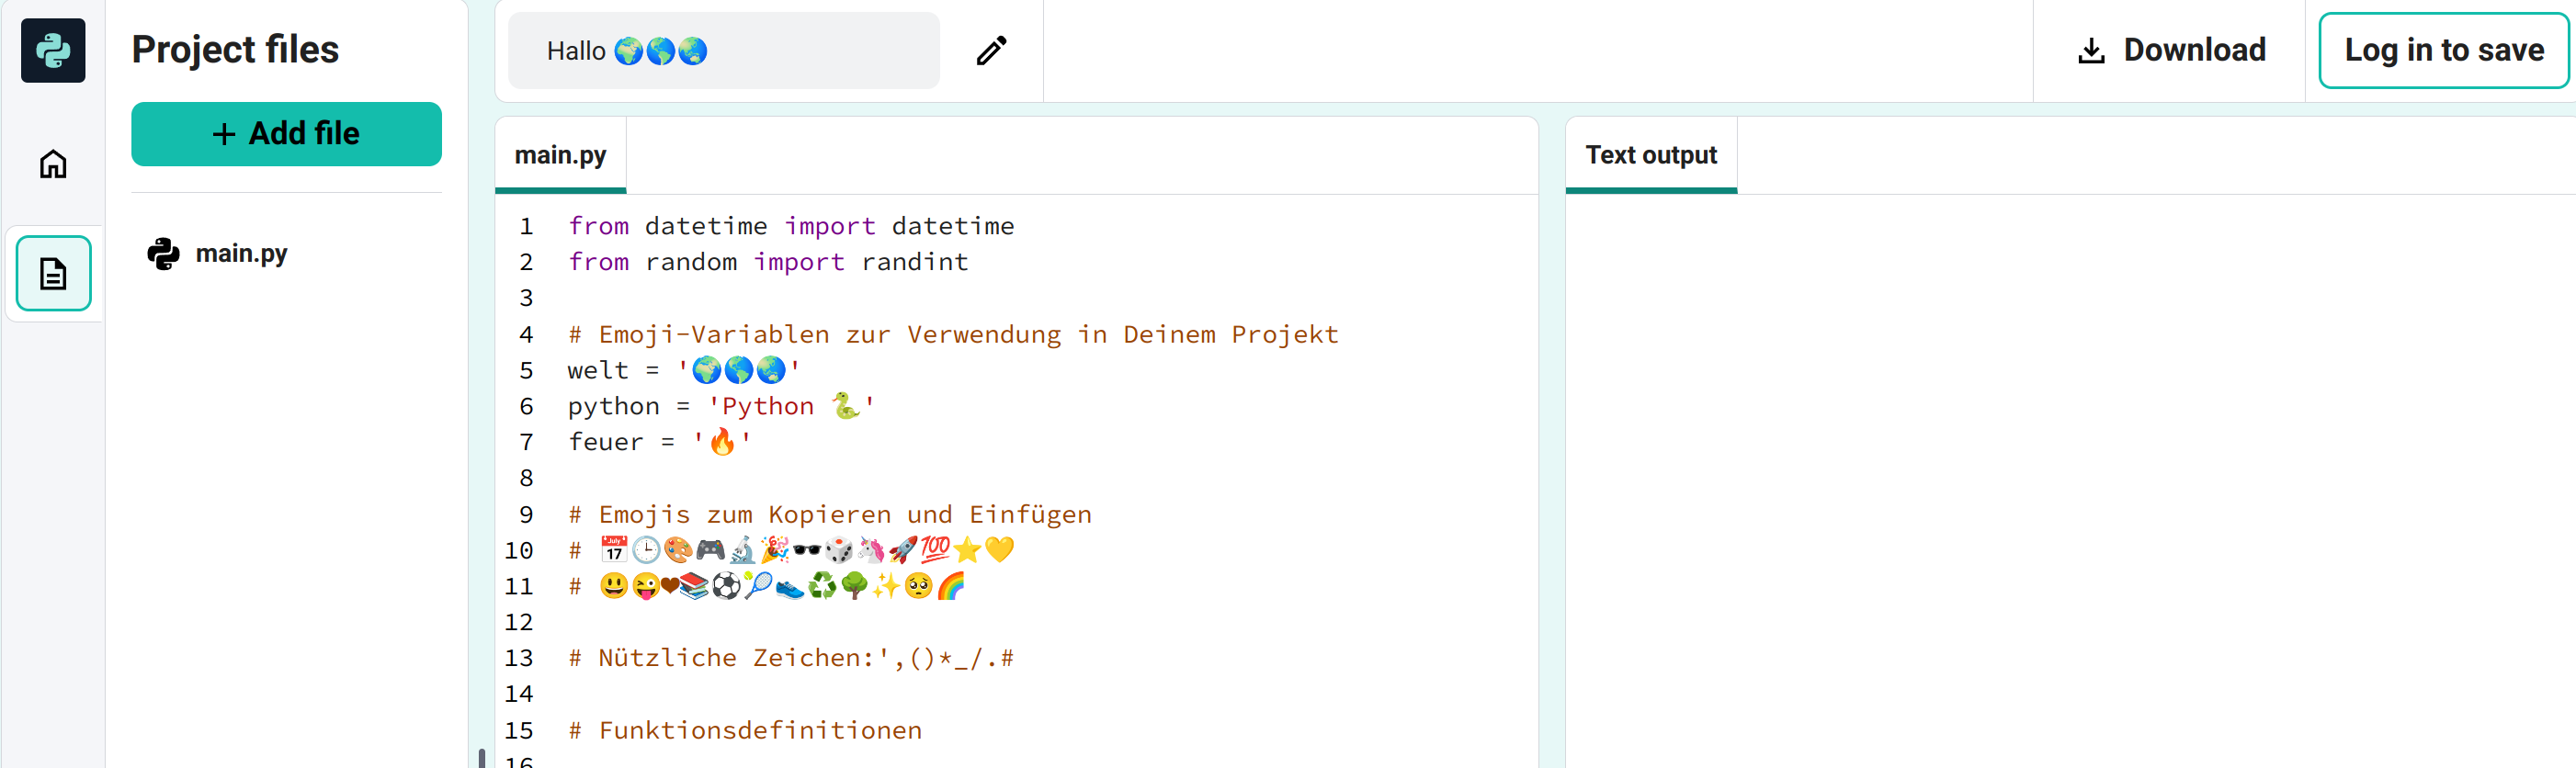 Project files
+ Add file
main.py
Hallo 🌍🌎🌏
Download
Log in to save
main.py
1 from datetime import datetime
2 from random import randint
3
4 # Emoji-Variablen zur Verwendung in Deinem Projekt
5 welt = '🌍🌎🌏'
6 python = 'Python 🐍'
7 feuer = '🔥'
8
9 # Emojis zum Kopieren und Einfügen
10 # 📅🕒🎨🎮🔬🎉🕶️🎲🦄🚀💯⭐💛
11 # 😃😜❤📚⚽🎾👟♻️🌳✨🥺🌈
12
13 # Nützliche Zeichen:',()*_/.#
14
15 # Funktionsdefinitionen
16
Text output